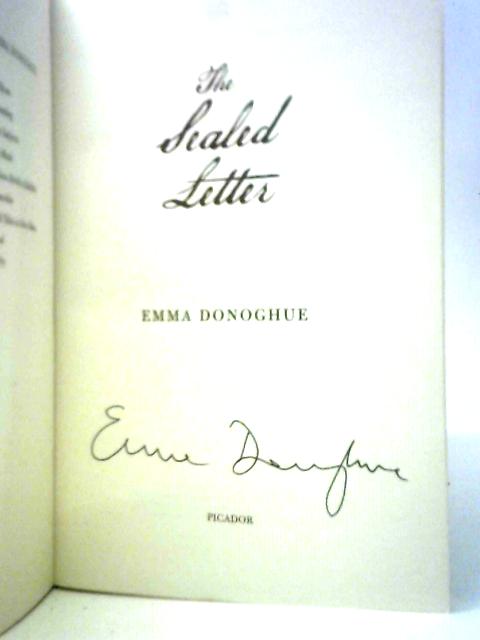 The
Sealed
Letter
EMMA DONOGHUE
Emma Donoghue
PICADOR